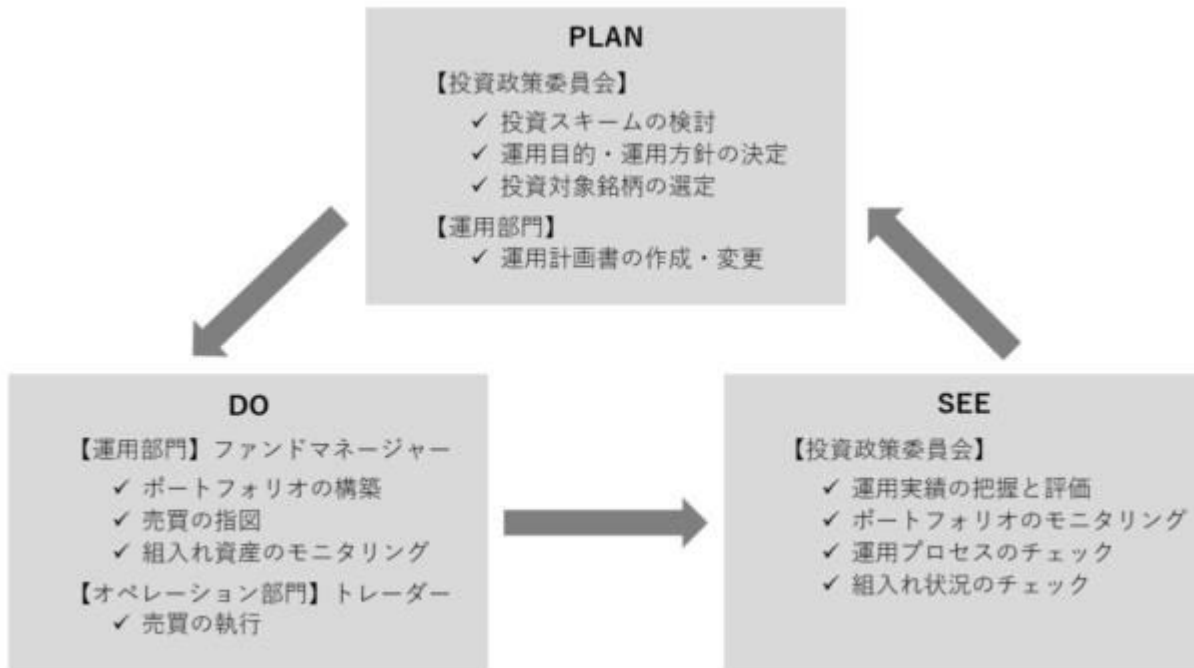 PLAN
【投資政策委員会】
✓ 投資スキームの検討
✓ 運用目的・運用方針の決定
✓ 投資対象銘柄の選定
【運用部門】
✓ 運用計画書の作成・変更
DO
【運用部門】ファンドマネージャー
✓ ポートフォリオの構築
✓ 売買の指図
✓ 組入れ資産のモニタリング
【オペレーション部門】トレーダー
✓ 売買の執行
SEE
【投資政策委員会】
✓ 運用実績の把握と評価
✓ ポートフォリオのモニタリング
✓ 運用プロセスのチェック
✓ 組入れ状況のチェック